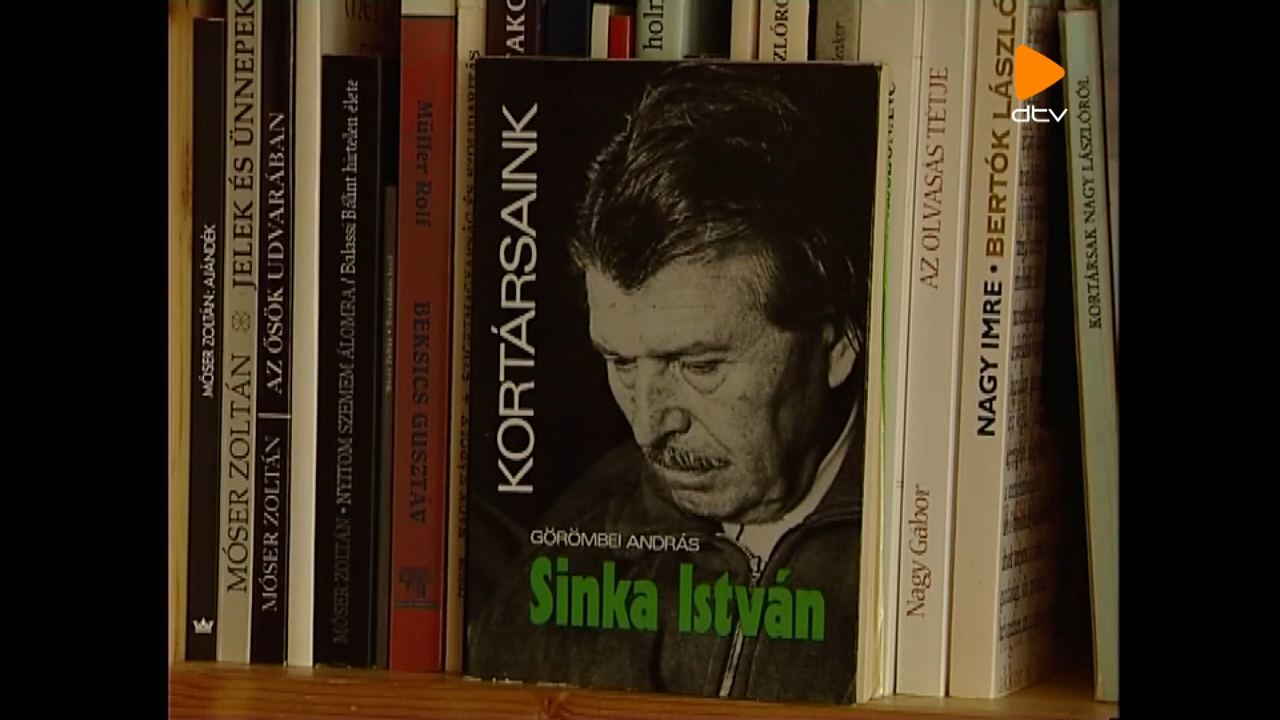 MÓSER ZOLTÁN: AJÁNDÉK
MÓSER ZOLTÁN JELEK ÉS ÜNNEPEK
MÓSER ZOLTÁN AZ ŐSÖK UDVARÁBAN
MÓSER ZOLTÁN • NYITOM SZEMEM ÁLOMRA / Balassi Bálint hirtelen élete
Müller Rolf BEKSICS GUSZTÁV
KORTÁRSAINK
GÖRÖMBEI ANDRÁS
Sinka István
holn
Nagy Gábor AZ OLVASÁS TÉTJE
NAGY IMRE • BERTÓK LÁSZLÓ
KORTÁRSAK NAGY LÁSZLÓRÓL
dtv